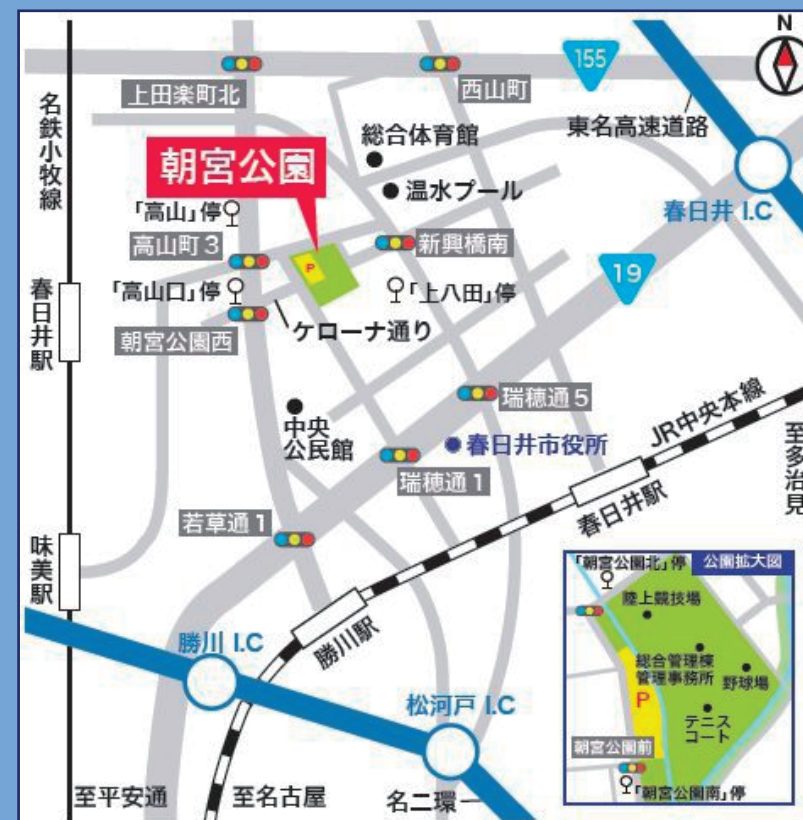 N
155
上田楽町北
西山町
名鉄小牧線
総合体育館
東名高速道路
朝宮公園
温水プール
「高山」停
春日井 I.C
高山町3
新興橋南
P
19
「高山口」停
「上八田」停
春日井駅
朝宮公園西
ケローナ通り
瑞穂通5
JR中央本線
中央
公民館
春日井市役所
至多治見
瑞穂通1
春日井駅
若草通1
味美駅
「朝宮公園北」停
公園拡大図
陸上競技場
勝川駅
勝川 I.C
総合管理棟
管理事務所
野球場
P
テニス
コート
松河戸 I.C
朝宮公園前
「朝宮公園南」停
至平安通
至名古屋
名二環